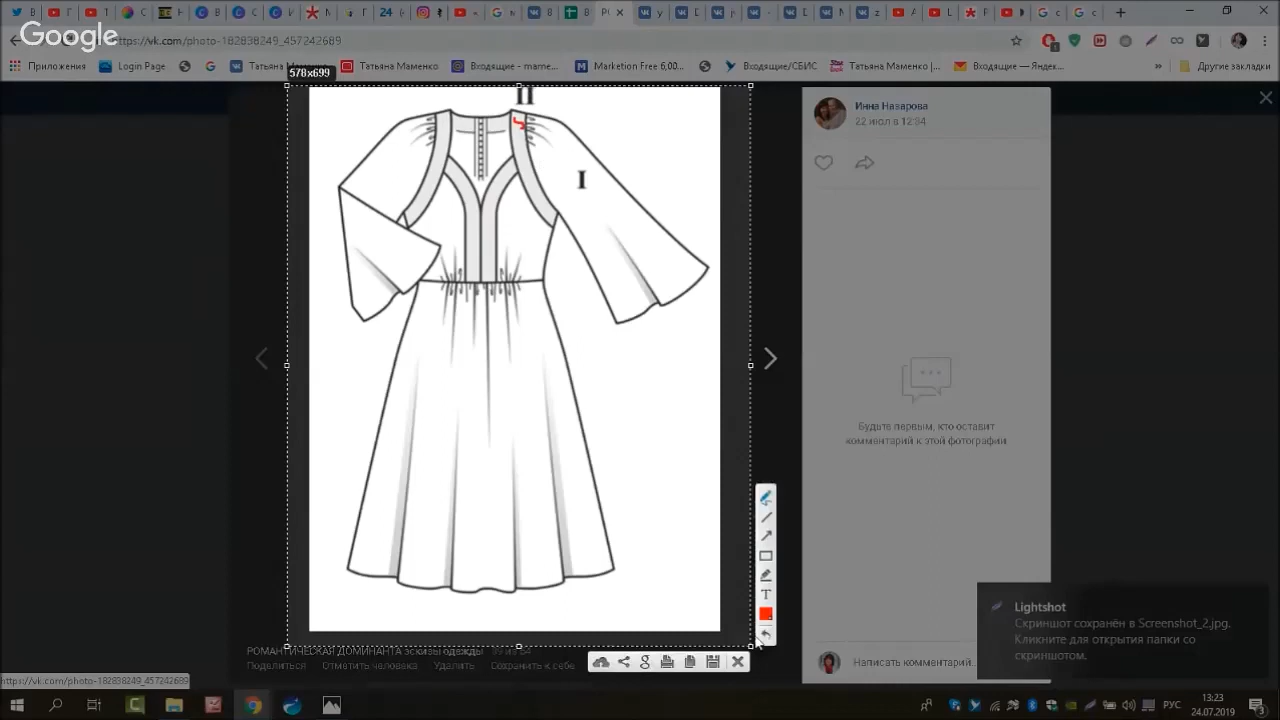 Google
https://vk.com/photo-182838249_457242689
Приложения
Login Page
Татьяна Ма
Татьяна Маменко
Входящие - mame...
Marketion Free 6,00...
Входящие/СБИС
Татьяна Маменко |...
Входящие — Яндек...
»
Другие закладки
578x699
II
I
Инна Назарова
22 июл в 12:34
Будьте первым, кто оставит
комментарий к этой фотографии
Lightshot
Скриншот сохранён в Screenshot_2.jpg.
Кликните для открытия папки со
скриншотом.
РОМАНТИЧЕСКАЯ ДОМИНАНТА эскизы одежды
Поделиться
Отметить человека
Удалить
Сохранить к себе
Написать комментарий...
https://vk.com/photo-182838249_457242689
РУС
13:23
24.07.2019